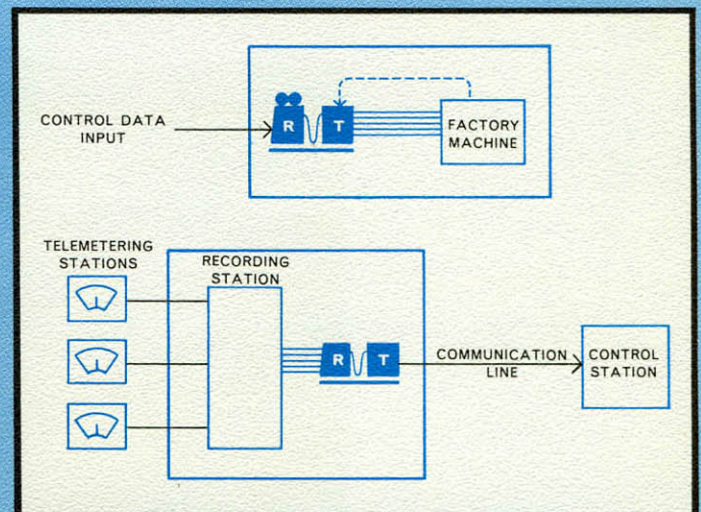 CONTROL DATA
INPUT
R
T
FACTORY
MACHINE
TELEMETERING
STATIONS
RECORDING
STATION
R
T
COMMUNICATION
LINE
CONTROL
STATION